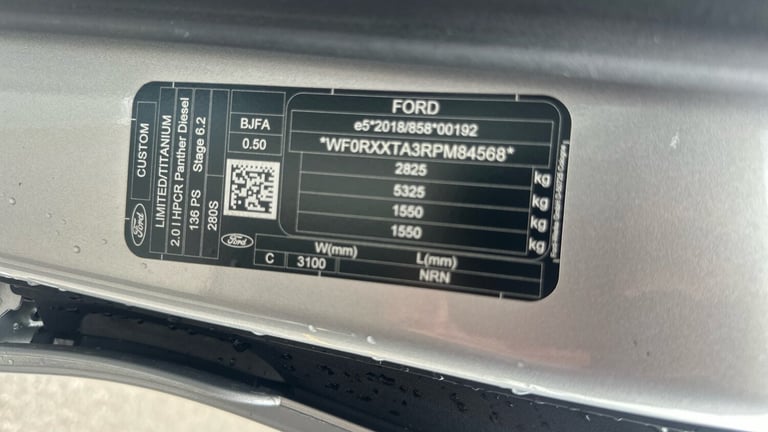 CUSTOM
LIMITED/TITANIUM
2.0 l HPCR Panther Diesel
136 PS Stage 6.2
280S
Ford
BJFA
0.50
FORD
e5*2018/858*00192
*WF0RXXTA3RPM84568*
2825 kg
5325 kg
1550 kg
1550 kg
Ford
W(mm) L(mm)
C 3100 NRN